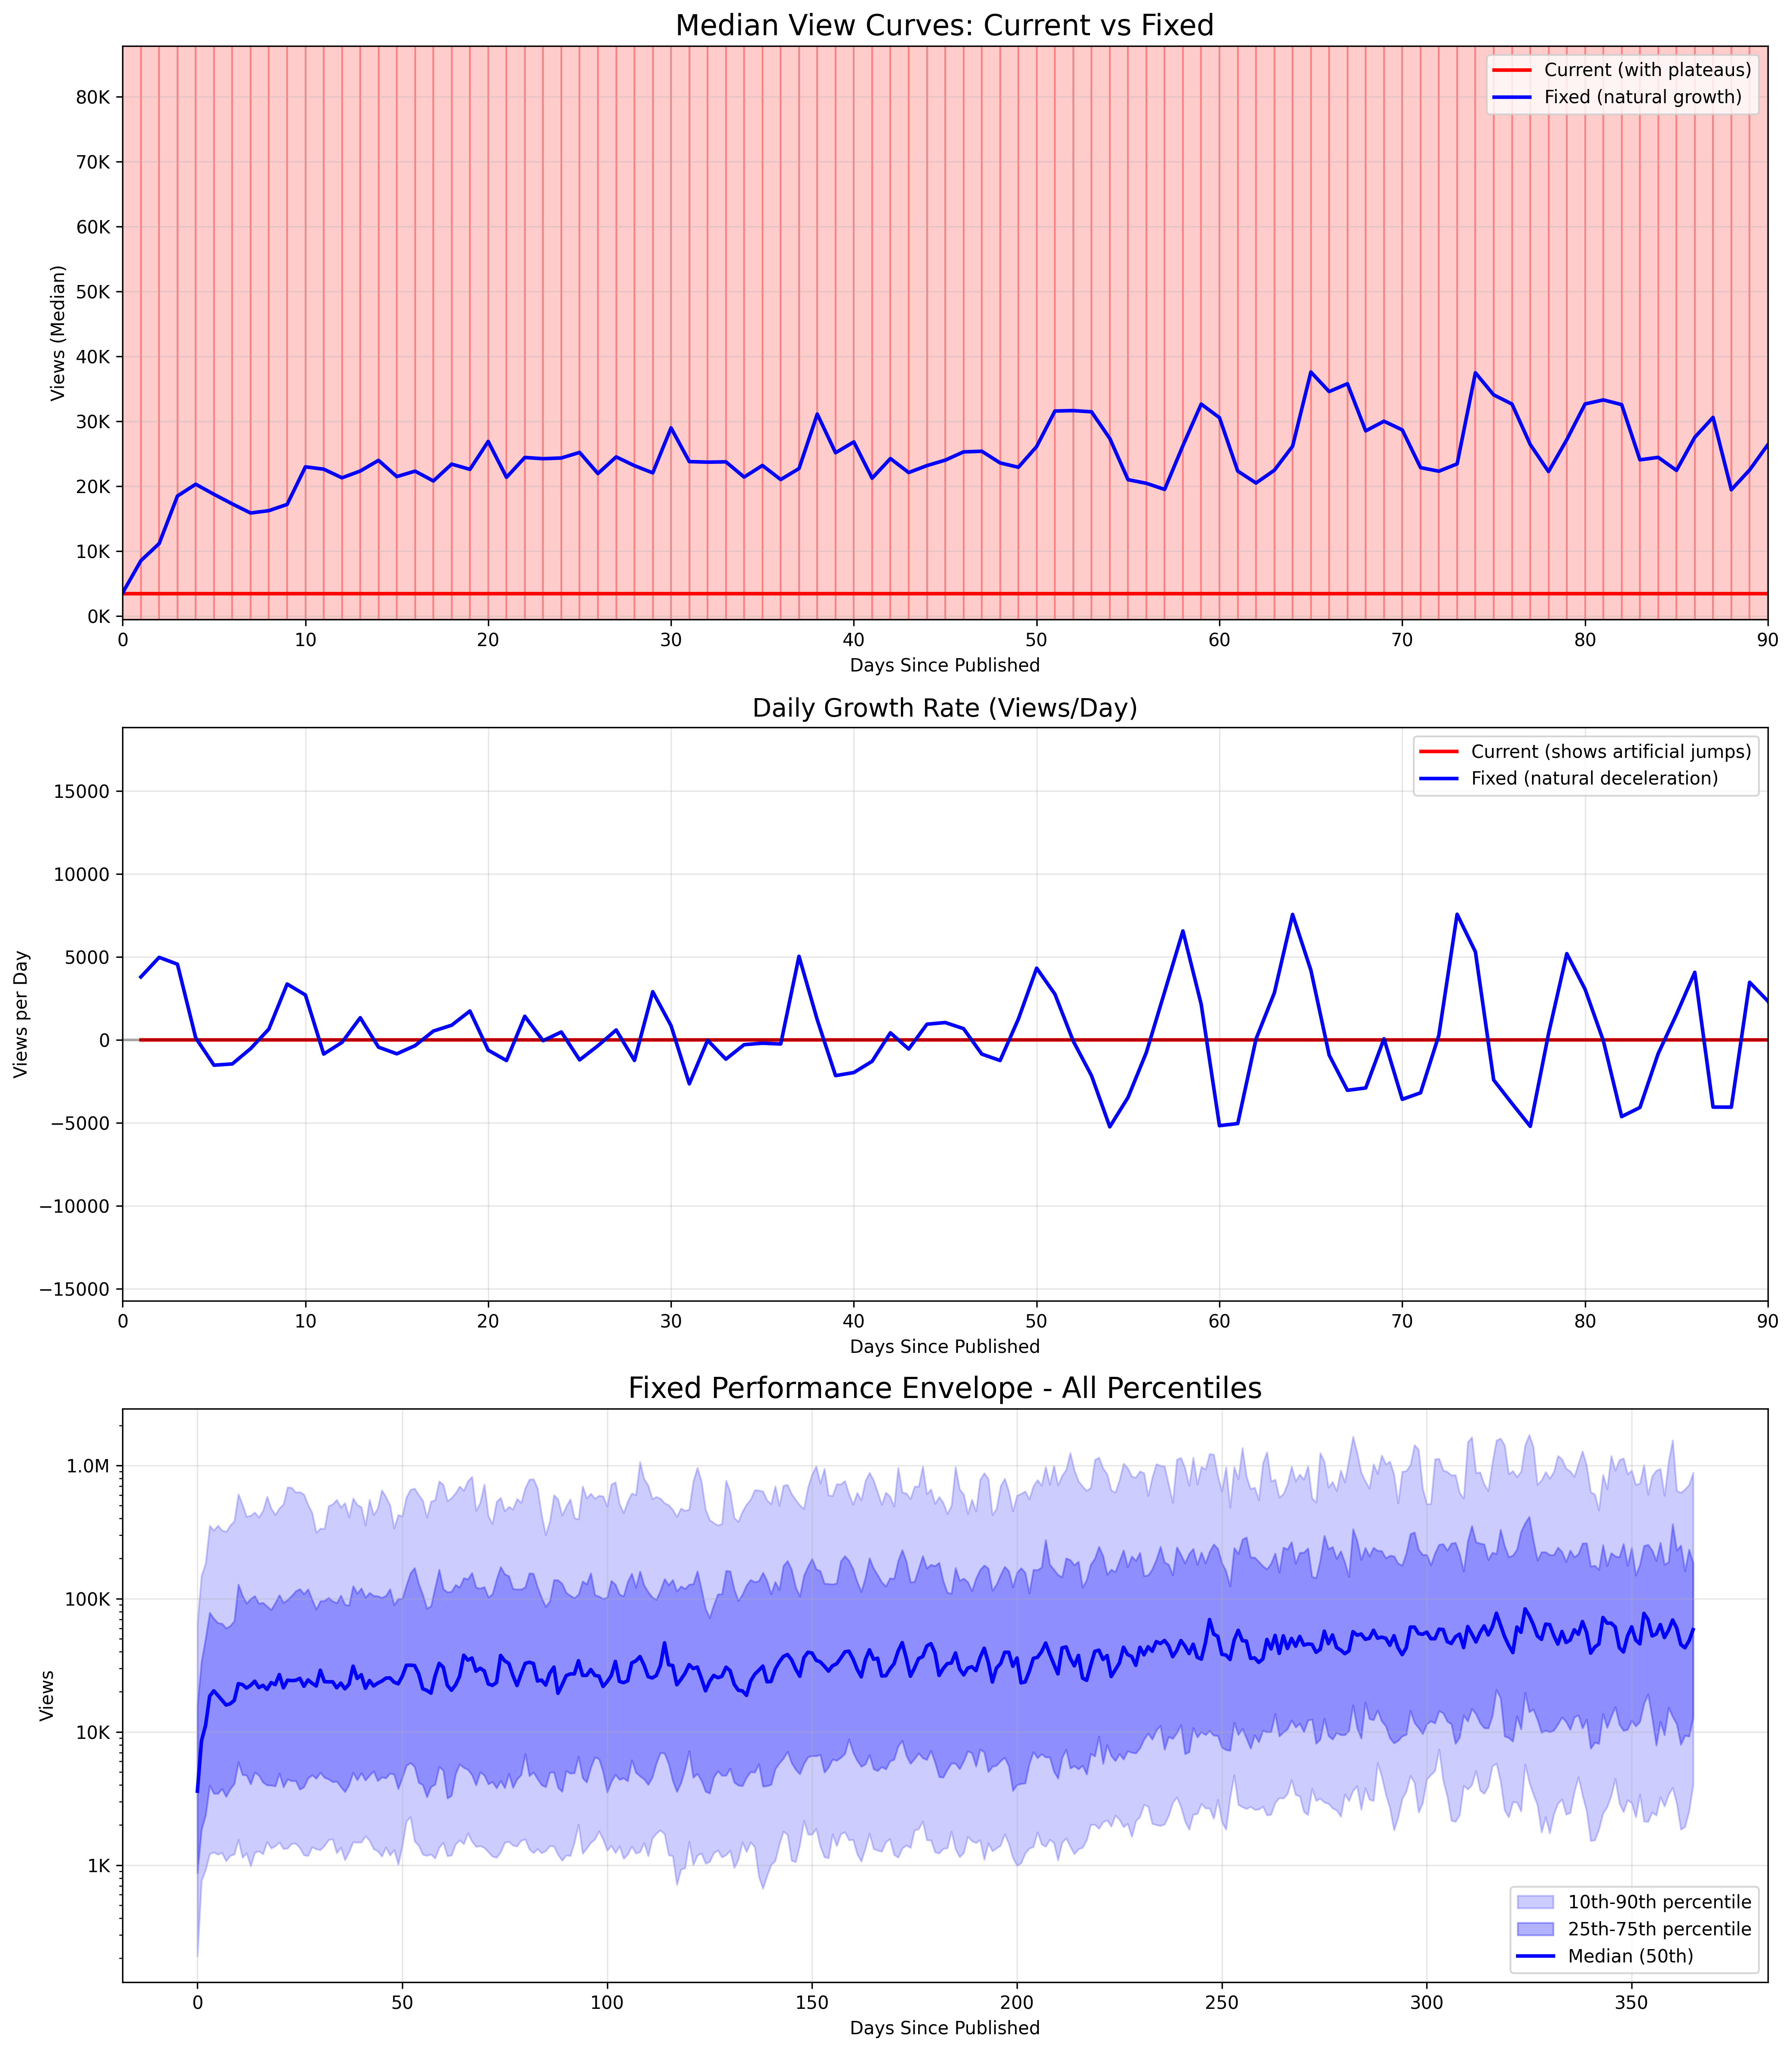 Median View Curves: Current vs Fixed
Current (with plateaus)
Fixed (natural growth)
80K
70K
60K
50K
40K
30K
20K
10K
0K
Views (Median)
0 10 20 30 40 50 60 70 80 90
Days Since Published
Daily Growth Rate (Views/Day)
Current (shows artificial jumps)
Fixed (natural deceleration)
15000
10000
5000
0
−5000
−10000
−15000
Views per Day
0 10 20 30 40 50 60 70 80 90
Days Since Published
Fixed Performance Envelope - All Percentiles
1.0M
100K
10K
1K
Views
10th-90th percentile
25th-75th percentile
Median (50th)
0 50 100 150 200 250 300 350
Days Since Published